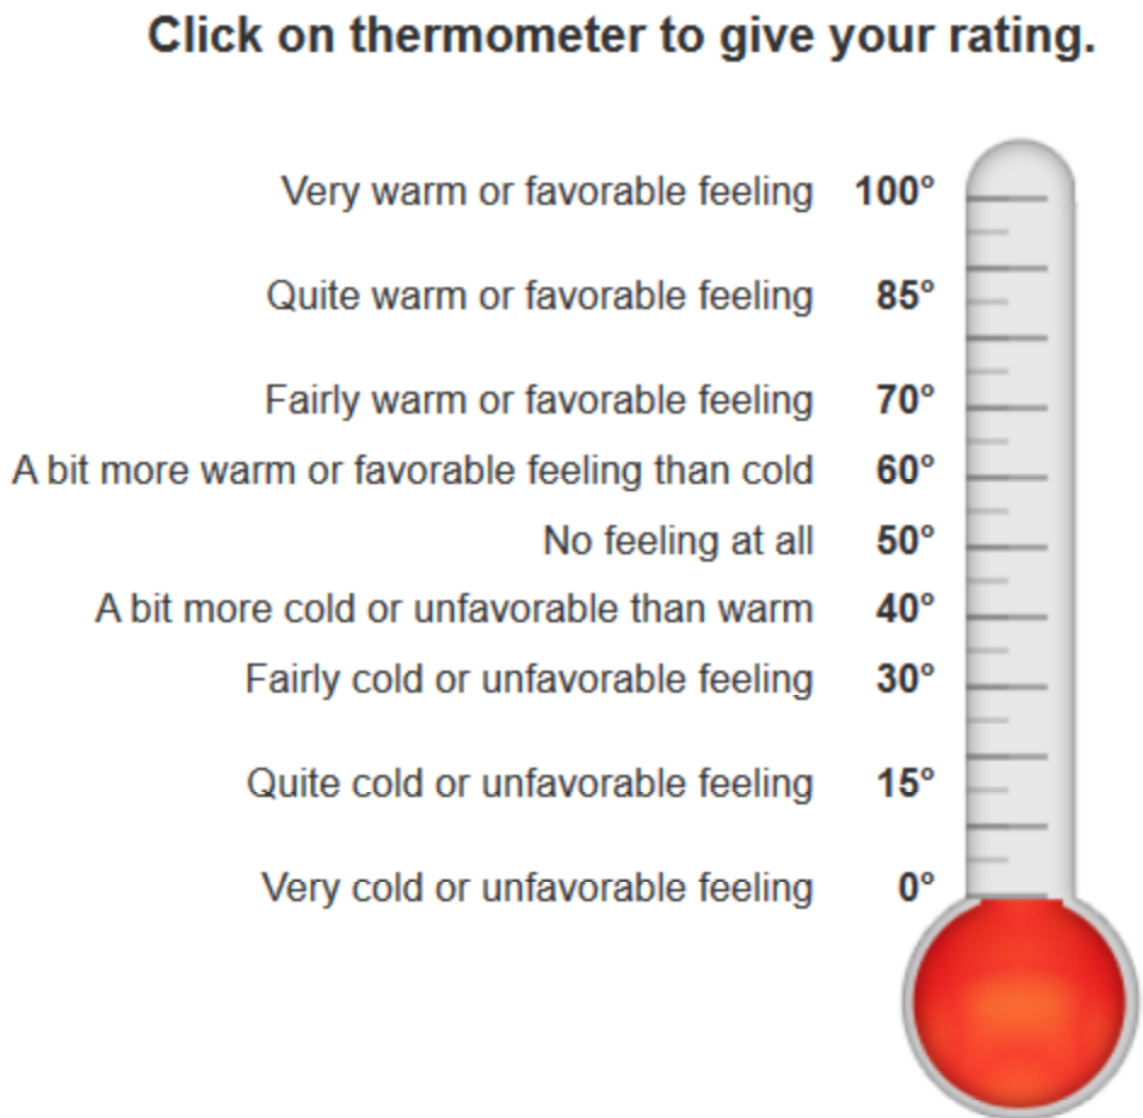 Click on thermometer to give your rating.
Very warm or favorable feeling 100°
Quite warm or favorable feeling 85°
Fairly warm or favorable feeling 70°
A bit more warm or favorable feeling than cold 60°
No feeling at all 50°
A bit more cold or unfavorable than warm 40°
Fairly cold or unfavorable feeling 30°
Quite cold or unfavorable feeling 15°
Very cold or unfavorable feeling 0°